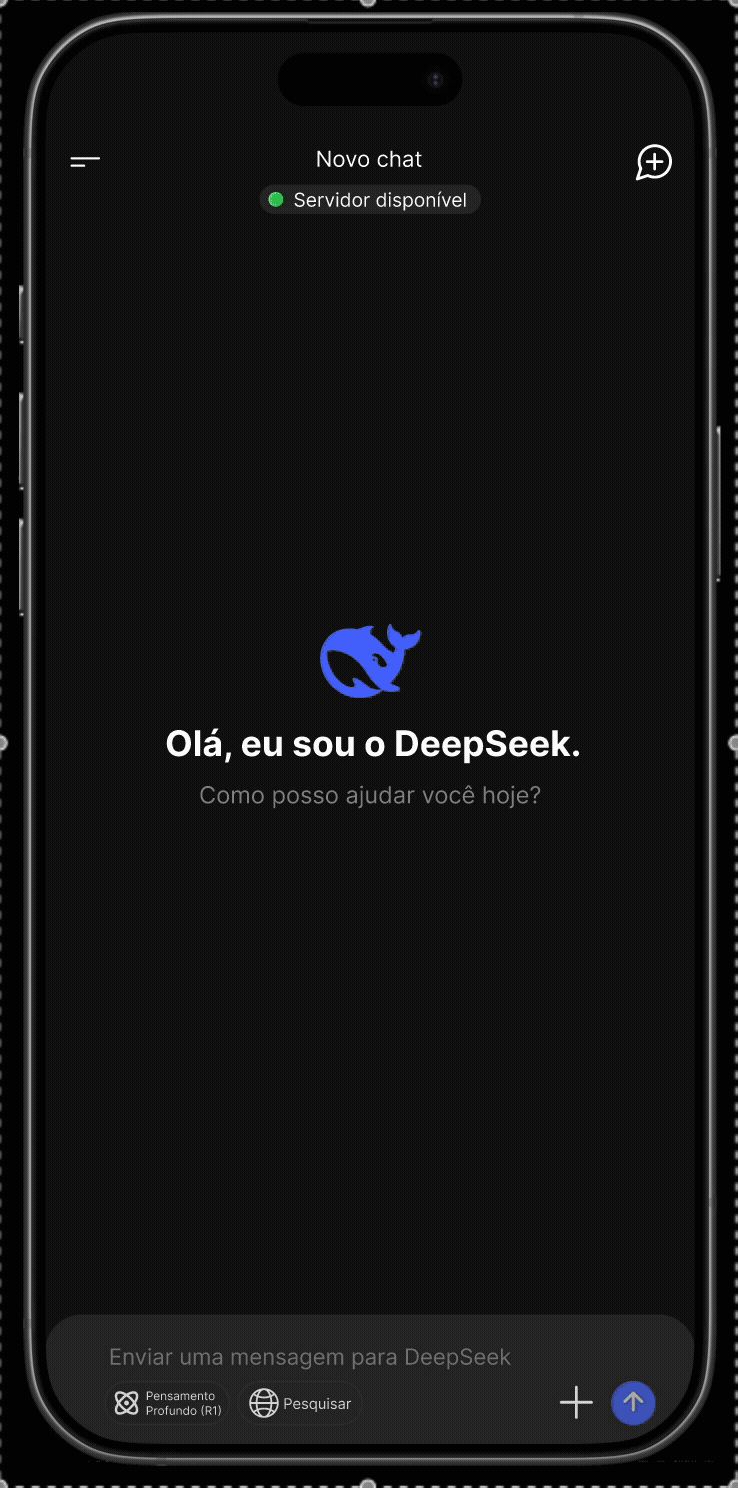 Novo chat
Servidor disponível
Olá, eu sou o DeepSeek.
Como posso ajudar você hoje?
Enviar uma mensagem para DeepSeek
Pensamento
Profundo (R1)
Pesquisar